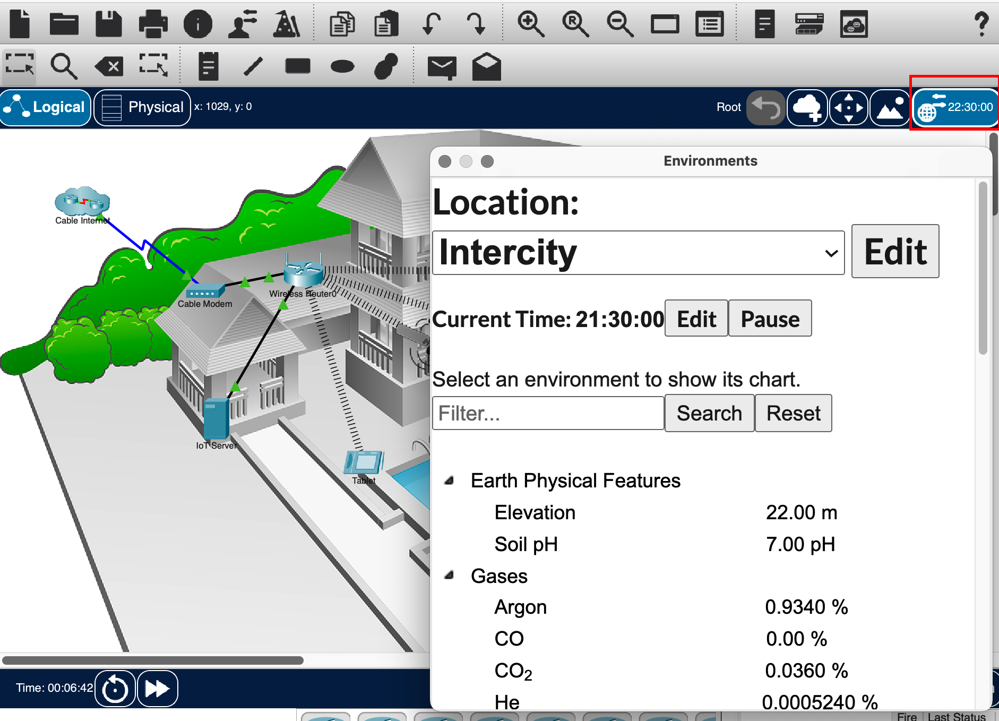 Logical
Physical
x: 1029, y: 0
Root
22:30:00
Environments
Location:
Intercity
Edit
Current Time: 21:30:00
Edit
Pause
Select an environment to show its chart.
Filter...
Search
Reset
Earth Physical Features
Elevation 22.00 m
Soil pH 7.00 pH
Gases
Argon 0.9340 %
CO 0.00 %
CO₂ 0.0360 %
He 0.0005240 %
Cable Internet
Cable Modem
Wireless Router0
IoT Server
Tablet
Time: 00:06:42
Fire
Last Status